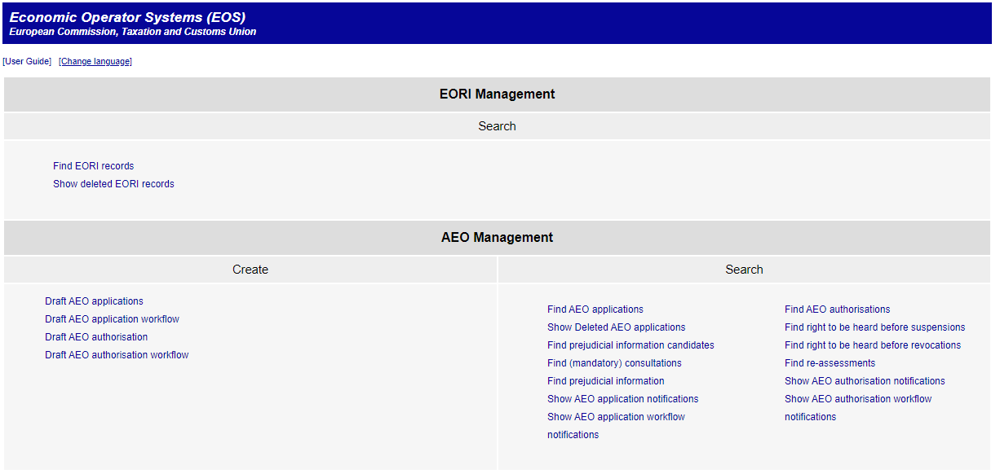 Economic Operator Systems (EOS)
European Commission, Taxation and Customs Union
[User Guide] [Change language]
EORI Management
Search
Find EORI records
Show deleted EORI records
AEO Management
Create
Draft AEO applications
Draft AEO application workflow
Draft AEO authorisation
Draft AEO authorisation workflow
Search
Find AEO applications
Show Deleted AEO applications
Find prejudicial information candidates
Find (mandatory) consultations
Find prejudicial information
Show AEO application notifications
Show AEO application workflow
notifications
Find AEO authorisations
Find right to be heard before suspensions
Find right to be heard before revocations
Find re-assessments
Show AEO authorisation notifications
Show AEO authorisation workflow
notifications